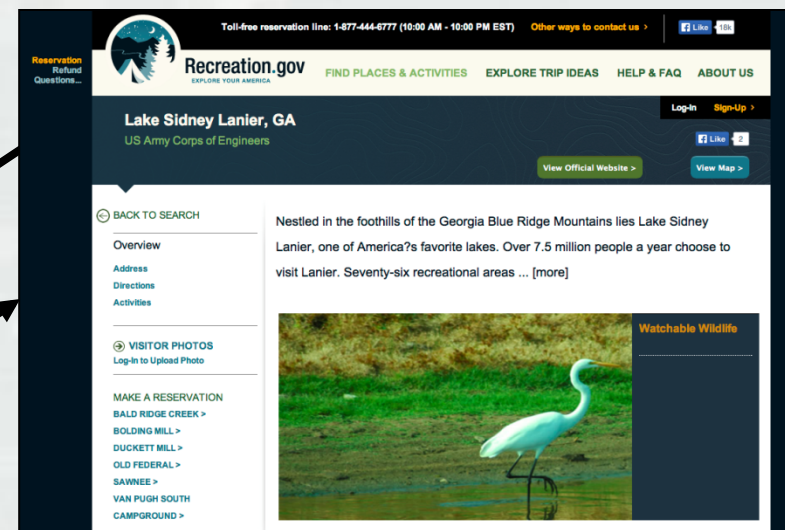 Toll-free reservation line: 1-877-444-6777 (10:00 AM - 10:00 PM EST) Other ways to contact us > Like 18k
Reservation
Refund
Questions...
Recreation.gov
EXPLORE YOUR AMERICA
FIND PLACES & ACTIVITIES EXPLORE TRIP IDEAS HELP & FAQ ABOUT US
Log-In Sign-Up >
Lake Sidney Lanier, GA
US Army Corps of Engineers
Like 2
View Official Website > View Map >
BACK TO SEARCH
Overview
Address
Directions
Activities
VISITOR PHOTOS
Log-In to Upload Photo
MAKE A RESERVATION
BALD RIDGE CREEK >
BOLDING MILL >
DUCKETT MILL >
OLD FEDERAL >
SAWNEE >
VAN PUGH SOUTH
CAMPGROUND >
Nestled in the foothills of the Georgia Blue Ridge Mountains lies Lake Sidney
Lanier, one of America?s favorite lakes. Over 7.5 million people a year choose to
visit Lanier. Seventy-six recreational areas ... [more]
Watchable Wildlife